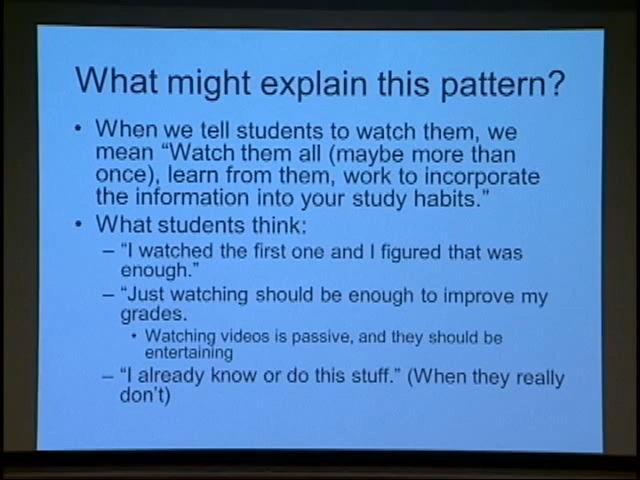 What might explain this pattern?
• When we tell students to watch them, we
mean “Watch them all (maybe more than
once), learn from them, work to incorporate
the information into your study habits.”
• What students think:
– “I watched the first one and I figured that was
enough.”
– “Just watching should be enough to improve my
grades.
• Watching videos is passive, and they should be
entertaining
– “I already know or do this stuff.” (When they really
don’t)